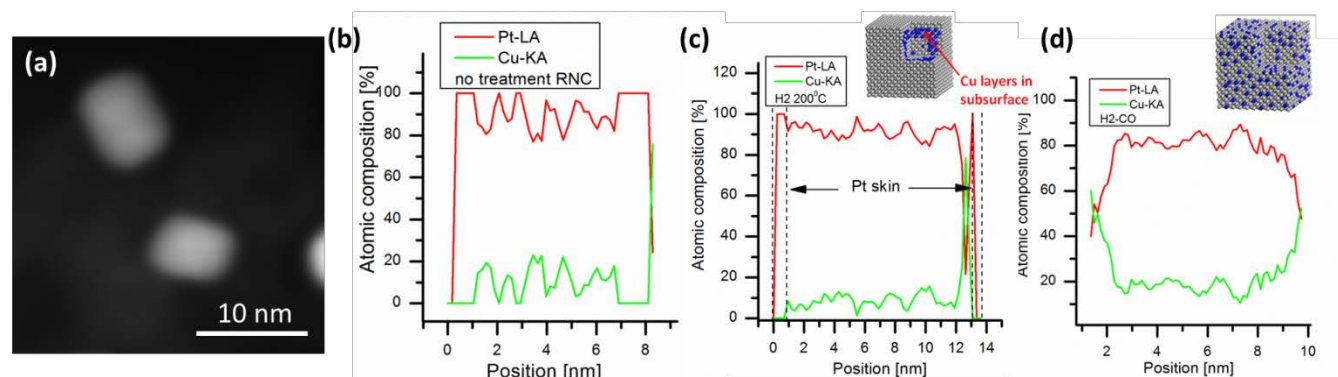 (a)
10 nm
(b)
Pt-LA
Cu-KA
no treatment RNC
Atomic composition [%]
100
80
60
40
20
0
0 2 4 6 8
Position [nm]
(c)
Pt-LA
Cu-KA
H2 200⁰C
Cu layers in
subsurface
Pt skin
Atomic composition [%]
100
80
60
40
20
0
0 2 4 6 8 10 12 14
Position [nm]
(d)
Pt-LA
Cu-KA
H2-CO
Atomic composition [%]
100
80
60
40
20
2 4 6 8 10
Position [nm]